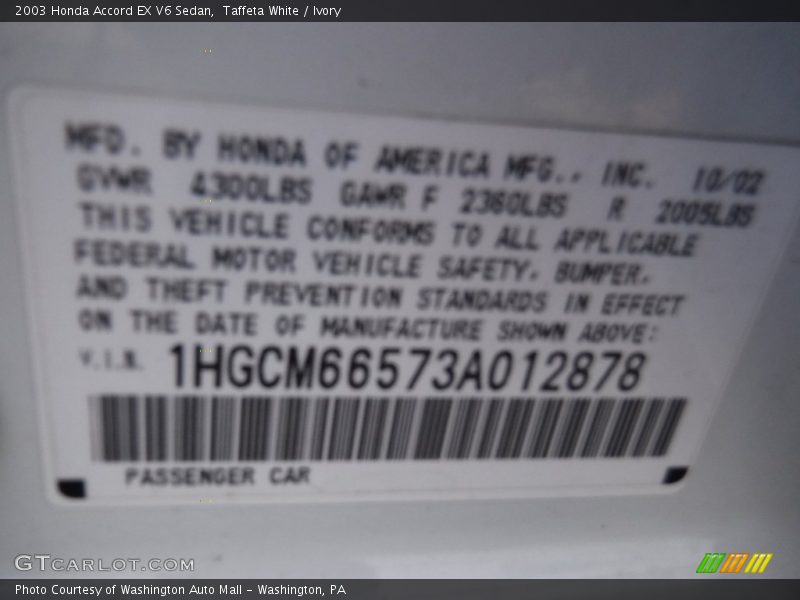 2003 Honda Accord EX V6 Sedan, Taffeta White / Ivory
MFD. BY HONDA OF AMERICA MFG., INC. 10/02
GVWR 4300LBS GAWR F 2360LBS R 2005LBS
THIS VEHICLE CONFORMS TO ALL APPLICABLE
FEDERAL MOTOR VEHICLE SAFETY, BUMPER,
AND THEFT PREVENTION STANDARDS IN EFFECT
ON THE DATE OF MANUFACTURE SHOWN ABOVE:
V.I.N. 1HGCM66573A012878
PASSENGER CAR
GTCARLOT.COM
Photo Courtesy of Washington Auto Mall - Washington, PA